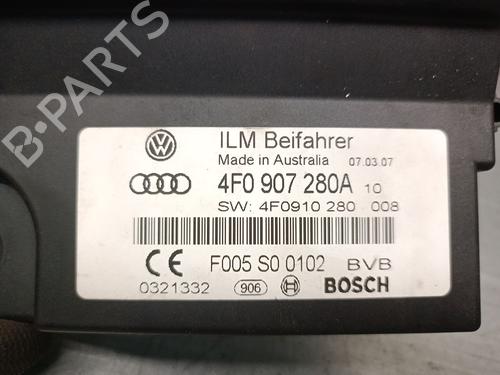 B-PARTS
ILM Beifahrer
Made in Australia 07.03.07
4F0 907 280A 10
SW: 4F0910 280 008
F005 S0 0102 BVB
0321332 906 BOSCH